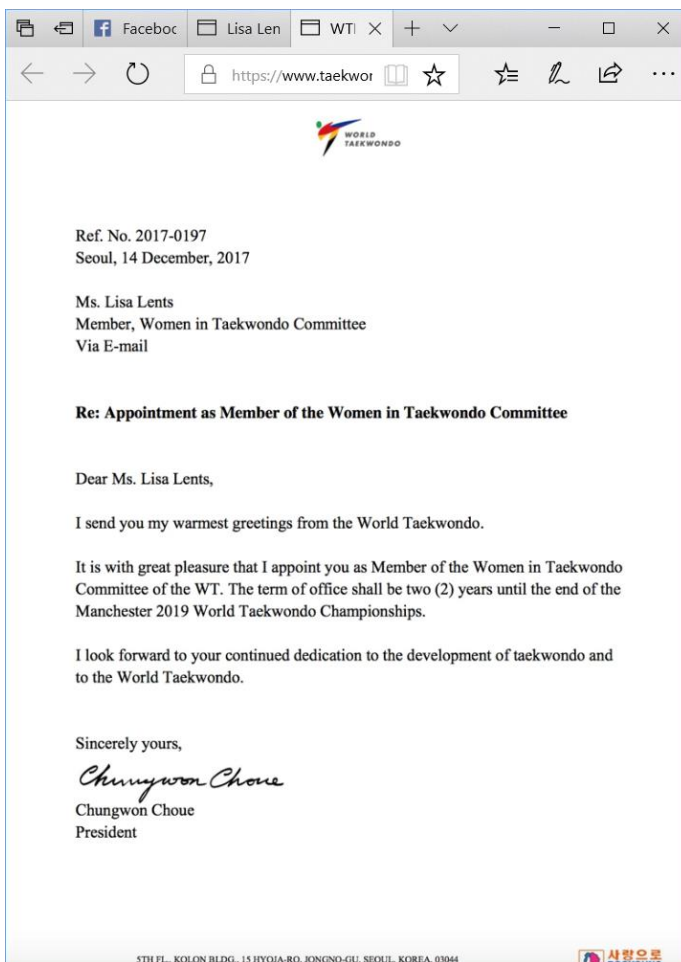 Faceboc
Lisa Len
WTI
https://www.taekwor
WORLD
TAEKWONDO
Ref. No. 2017-0197
Seoul, 14 December, 2017
Ms. Lisa Lents
Member, Women in Taekwondo Committee
Via E-mail
Re: Appointment as Member of the Women in Taekwondo Committee
Dear Ms. Lisa Lents,
I send you my warmest greetings from the World Taekwondo.
It is with great pleasure that I appoint you as Member of the Women in Taekwondo
Committee of the WT. The term of office shall be two (2) years until the end of the
Manchester 2019 World Taekwondo Championships.
I look forward to your continued dedication to the development of taekwondo and
to the World Taekwondo.
Sincerely yours,
Chungwon Choue
Chungwon Choue
President
5TH FL., KOLON BLDG., 15 HYOJA-RO, JONGNO-GU, SEOUL, KOREA, 03044
사랑으로